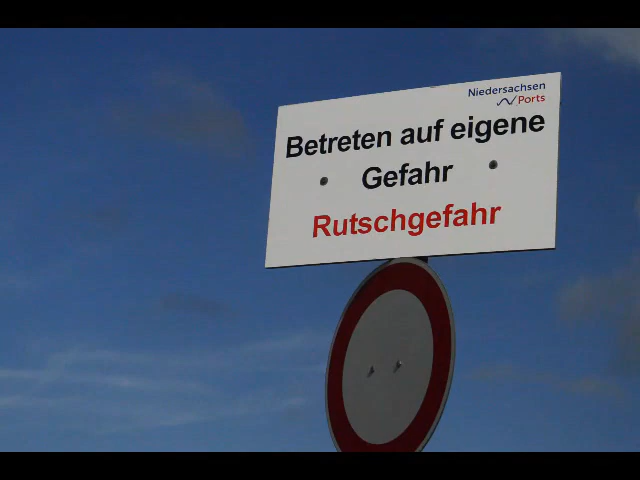 Niedersachsen
Ports
Betreten auf eigene
Gefahr
Rutschgefahr